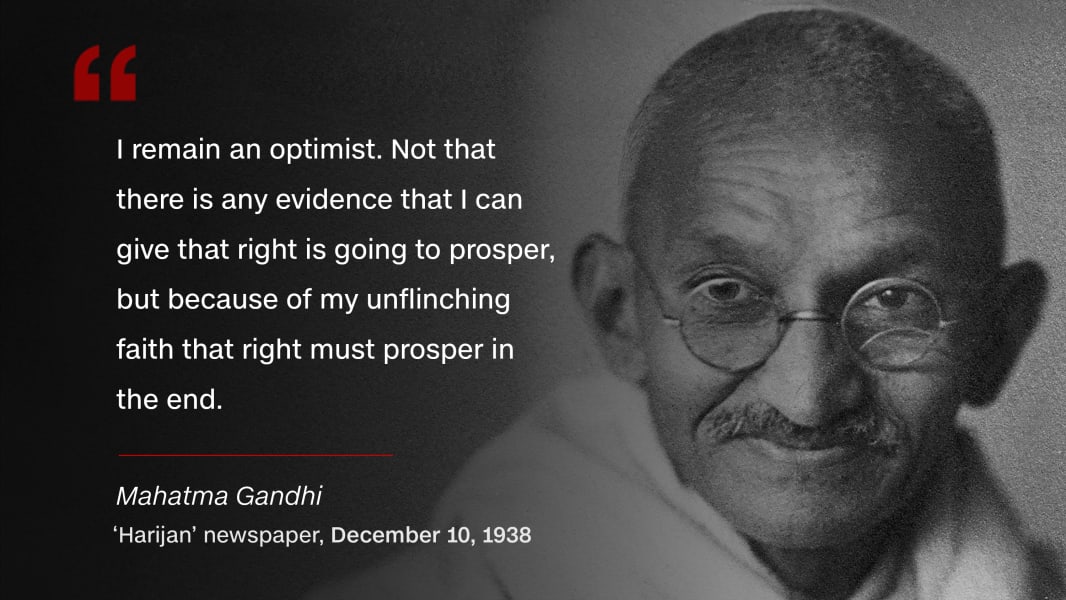 “
I remain an optimist. Not that
there is any evidence that I can
give that right is going to prosper,
but because of my unflinching
faith that right must prosper in
the end.
Mahatma Gandhi
‘Harijan’ newspaper, December 10, 1938